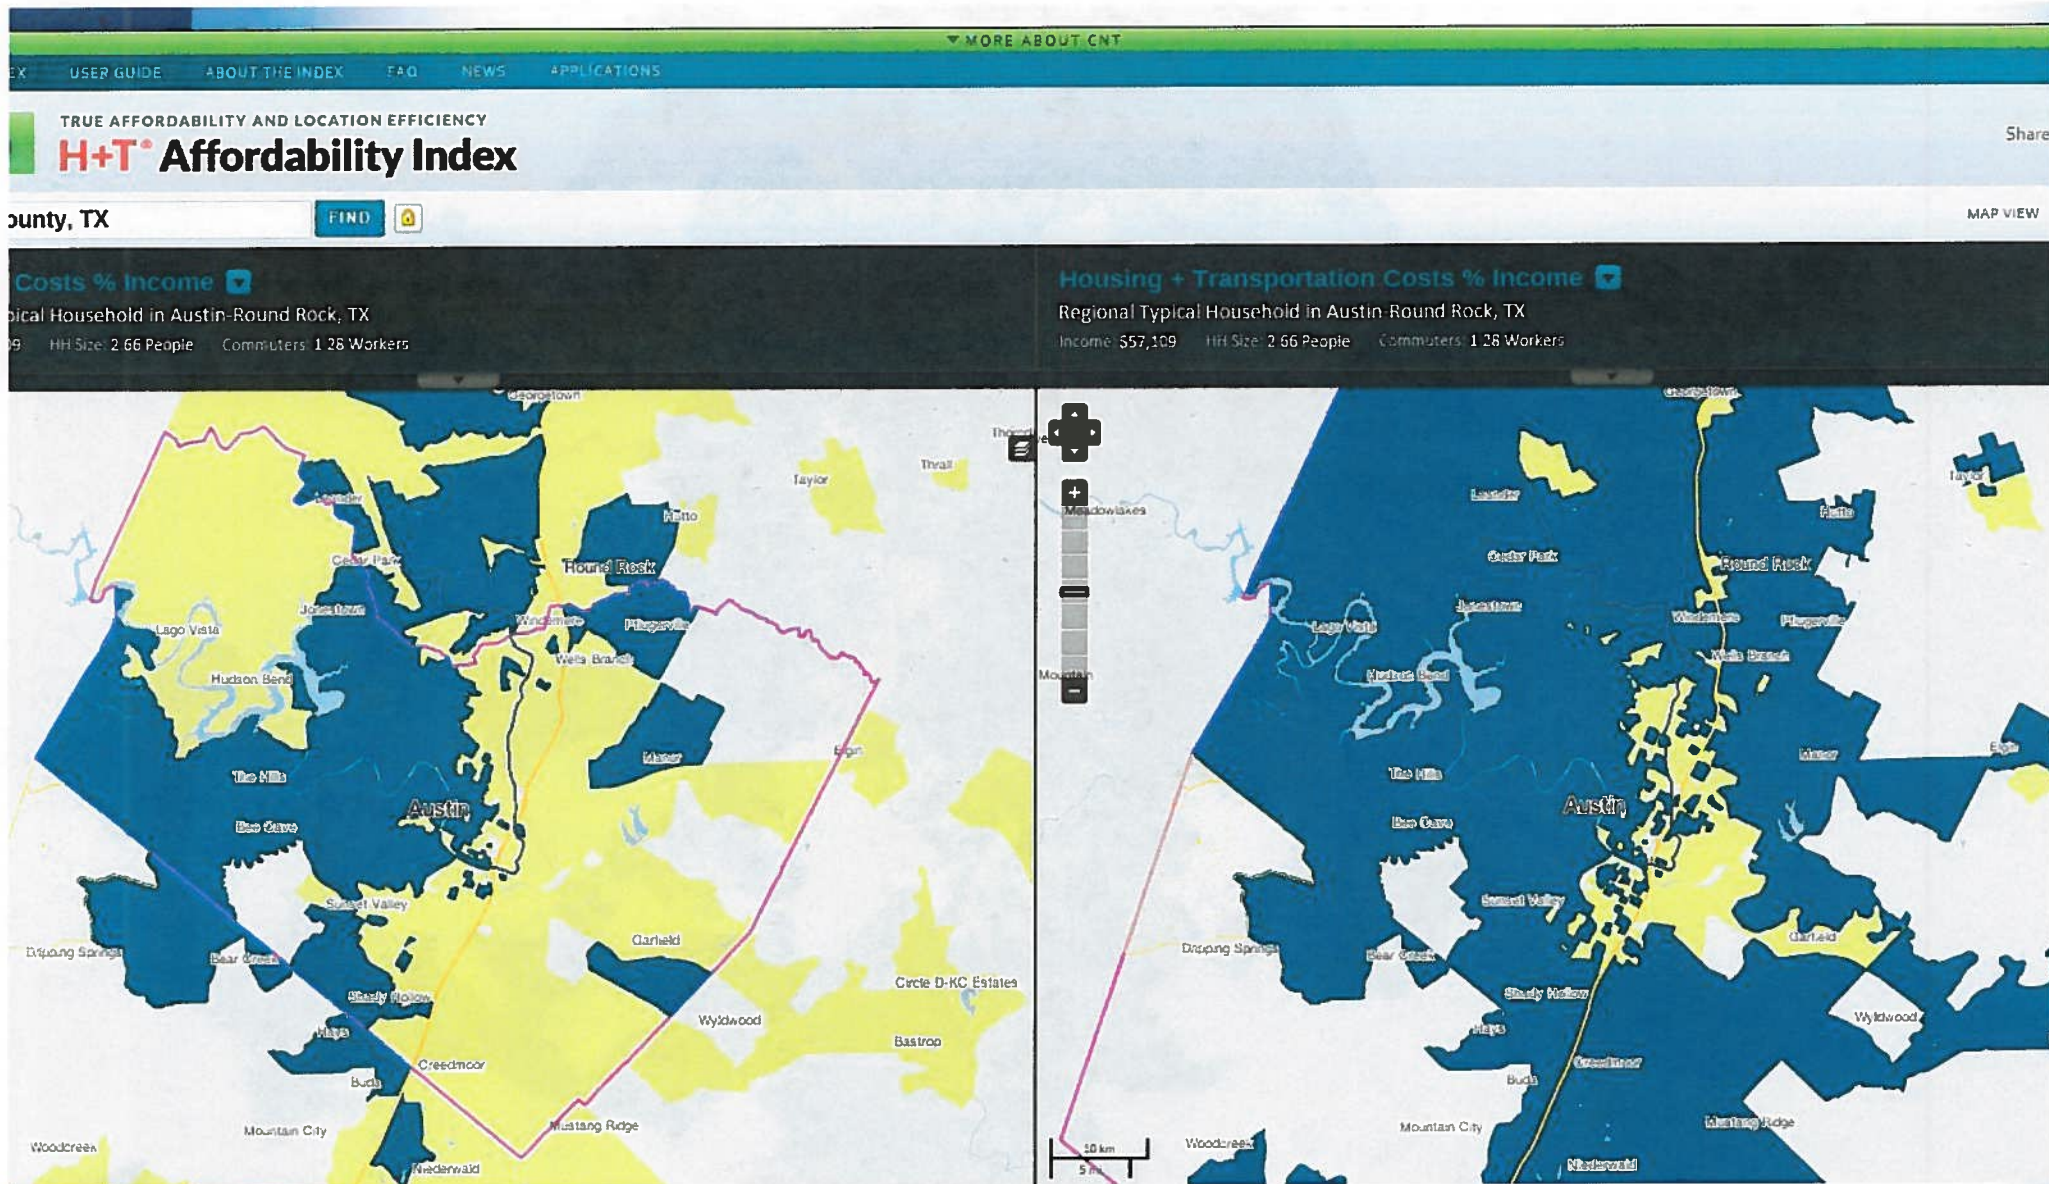 MORE ABOUT CNT
EX USER GUIDE ABOUT THE INDEX FAQ NEWS APPLICATIONS
TRUE AFFORDABILITY AND LOCATION EFFICIENCY
H+T® Affordability Index
Share
ounty, TX FIND
MAP VIEW
Costs % Income
pical Household in Austin-Round Rock, TX
09 HH Size: 2.66 People Commuters: 1.28 Workers
Housing + Transportation Costs % Income
Regional Typical Household in Austin-Round Rock, TX
Income: $57,109 HH Size: 2.66 People Commuters: 1.28 Workers
Georgetown
Thrall
Taylor
Leander
Hutto
Cedar Park
Round Rock
Jonestown
Windemere
Pflugerville
Lago Vista
Wells Branch
Hudson Bend
Elgin
Manor
The Hills
Austin
Bee Cave
Sunset Valley
Garfield
Dripping Springs
Bear Creek
Circle D-KC Estates
Shady Hollow
Wyldwood
Hays
Bastrop
Creedmoor
Buda
Mustang Ridge
Mountain City
Woodcreek
Niederwald
Georgetown
Taylor
Leander
Meadowlakes
Hutto
Cedar Park
Round Rock
Jonestown
Windemere
Pflugerville
Lago Vista
Wells Branch
Mountain
Hudson Bend
Elgin
Manor
The Hills
Austin
Bee Cave
Sunset Valley
Garfield
Dripping Springs
Bear Creek
Shady Hollow
Wyldwood
Hays
Creedmoor
Buda
Mustang Ridge
Mountain City
Woodcreek
Niederwald
10 km
5 mi